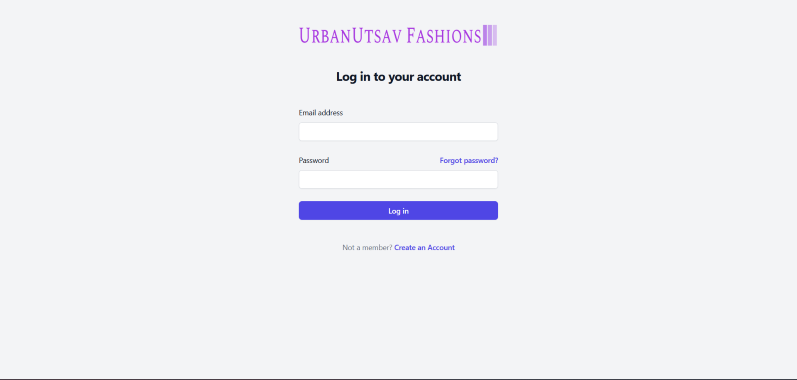 URBANUTSAV FASHIONS
Log in to your account
Email address
Password Forgot password?
Log in
Not a member? Create an Account